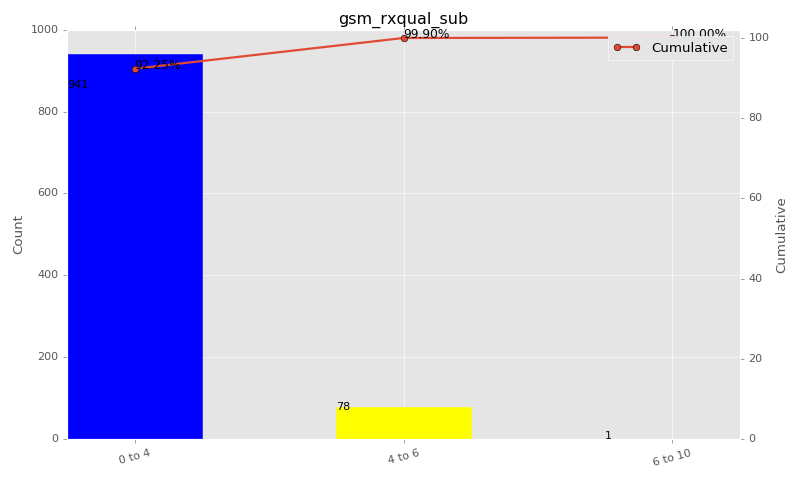 gsm_rxqual_sub
1000
800
600
400
200
0
Count
100
80
60
40
20
0
Cumulative
Cumulative
92.25%
99.90%
100.00%
941
78
1
0 to 4
4 to 6
6 to 10